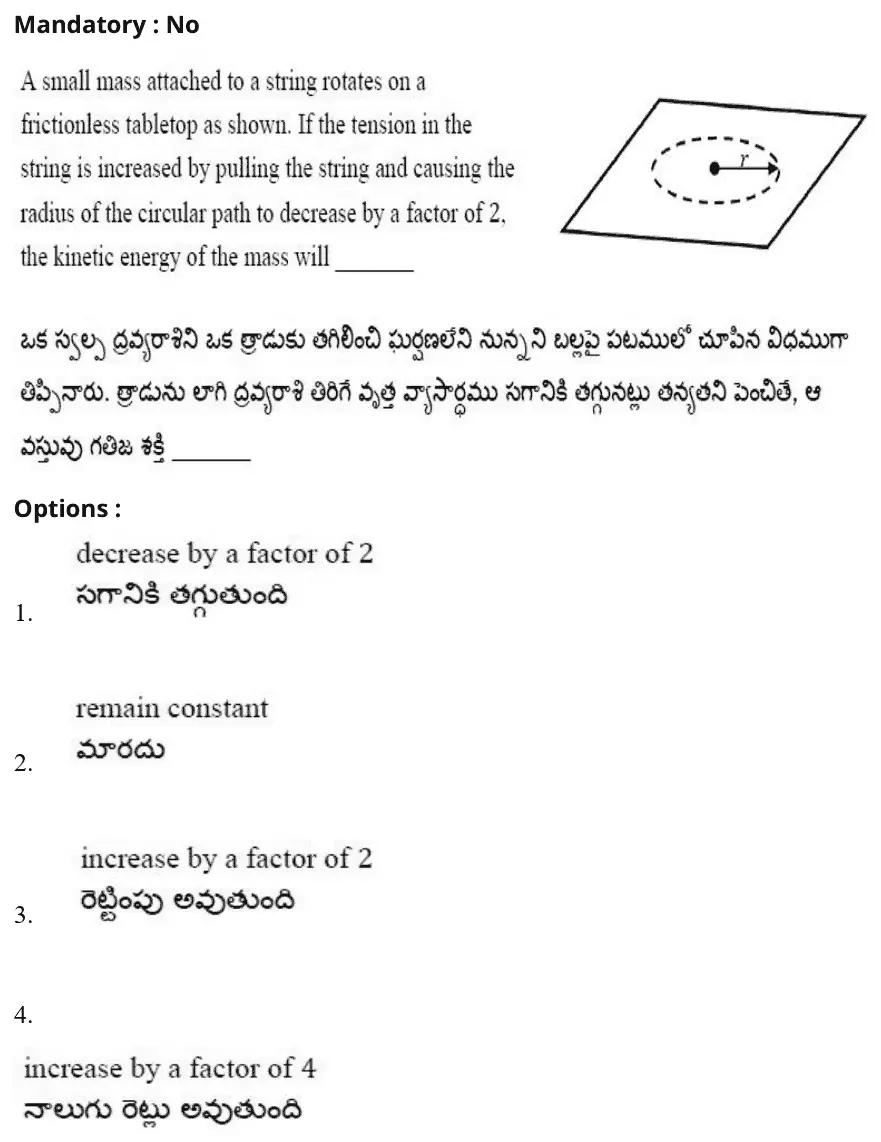 Mandatory : No
A small mass attached to a string rotates on a
frictionless tabletop as shown. If the tension in the
string is increased by pulling the string and causing the
radius of the circular path to decrease by a factor of 2,
the kinetic energy of the mass will ________
r
ఒక స్వల్ప ద్రవ్యరాశిని ఒక త్రాడుకు తగిలించి ఘర్షణలేని నున్నని బల్లపై పటములో చూపిన విధముగా
తిప్పినారు. త్రాడును లాగి ద్రవ్యరాశి తిరిగే వృత్త వ్యాసార్ధము సగానికి తగ్గునట్లు తన్యతని పెంచితే, ఆ
వస్తువు గతిజ శక్తి ________
Options :
decrease by a factor of 2
సగానికి తగ్గుతుంది
1.
remain constant
మారదు
2.
increase by a factor of 2
రెట్టింపు అవుతుంది
3.
4.
increase by a factor of 4
నాలుగు రెట్లు అవుతుంది